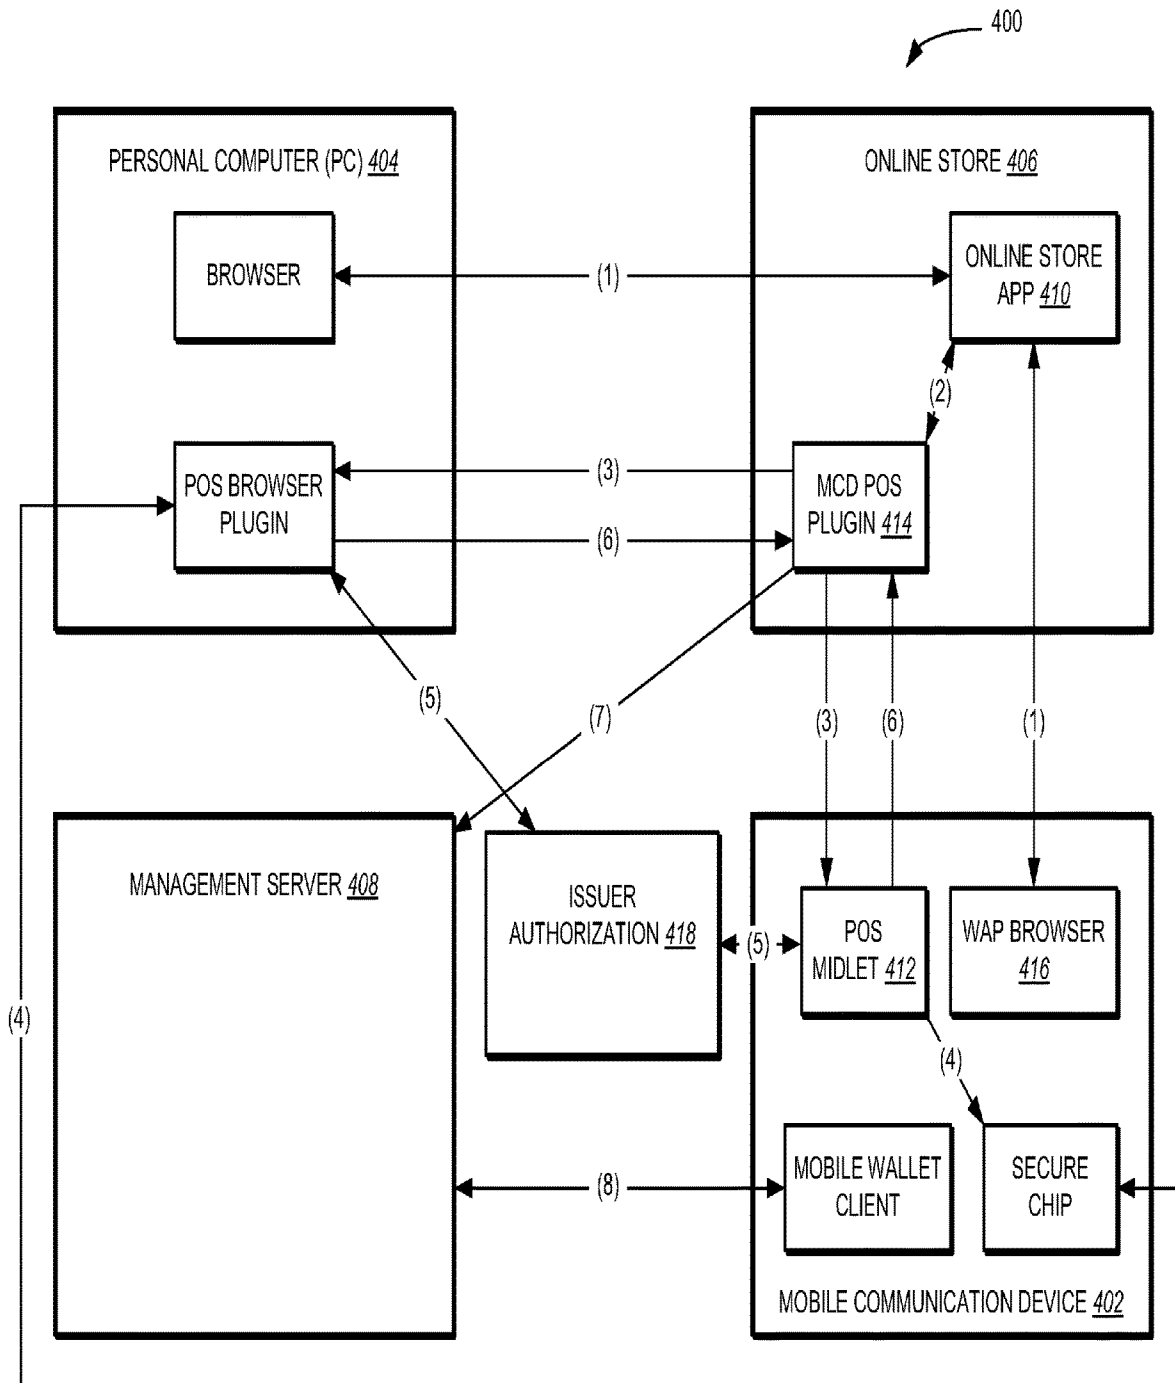 400
PERSONAL COMPUTER (PC) 404
ONLINE STORE 406
BROWSER
(1)
ONLINE STORE
APP 410
(2)
POS BROWSER
PLUGIN
(3)
(6)
MCD POS
PLUGIN 414
(5)
(7)
(3)
(6)
(1)
MANAGEMENT SERVER 408
ISSUER
AUTHORIZATION 418
(5)
POS
MIDLET 412
WAP BROWSER
416
(4)
(4)
(8)
MOBILE WALLET
CLIENT
SECURE
CHIP
MOBILE COMMUNICATION DEVICE 402